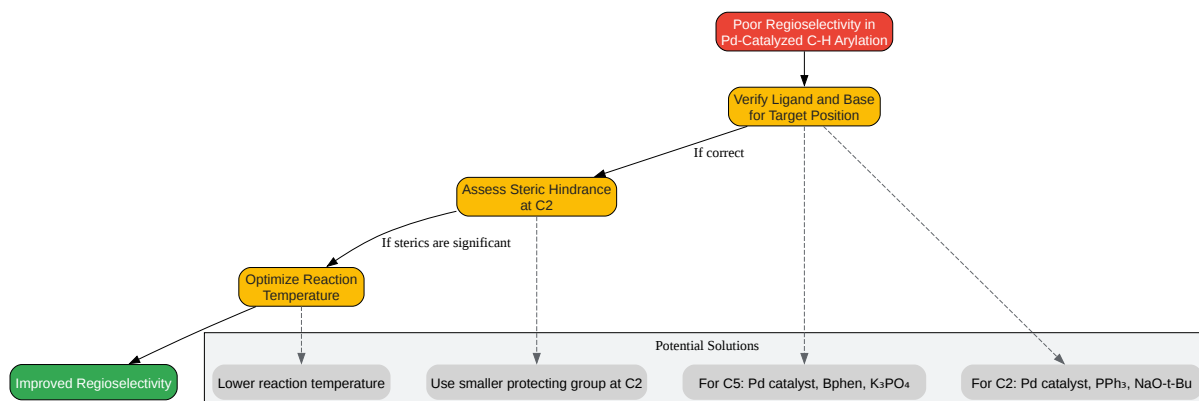 Poor Regioselectivity in
Pd-Catalyzed C-H Arylation
Verify Ligand and Base
for Target Position
If correct
Assess Steric Hindrance
at C2
If sterics are significant
Optimize Reaction
Temperature
Potential Solutions
Improved Regioselectivity
Lower reaction temperature
Use smaller protecting group at C2
For C5: Pd catalyst, Bphen, K₃PO₄
For C2: Pd catalyst, PPh₃, NaO-t-Bu